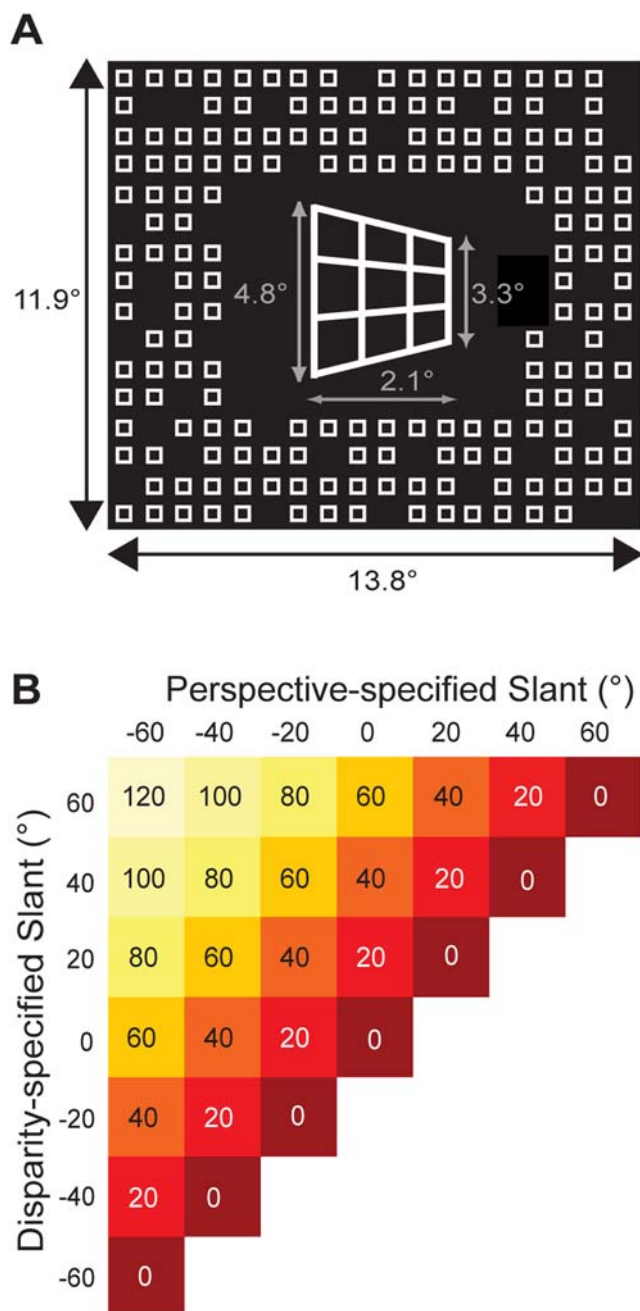 A
11.9°
4.8°
3.3°
2.1°
13.8°
B
Perspective-specified Slant (°)
-60 -40 -20 0 20 40 60
Disparity-specified Slant (°)
60 120 100 80 60 40 20 0
40 100 80 60 40 20 0
20 80 60 40 20 0
0 60 40 20 0
-20 40 20 0
-40 20 0
-60 0